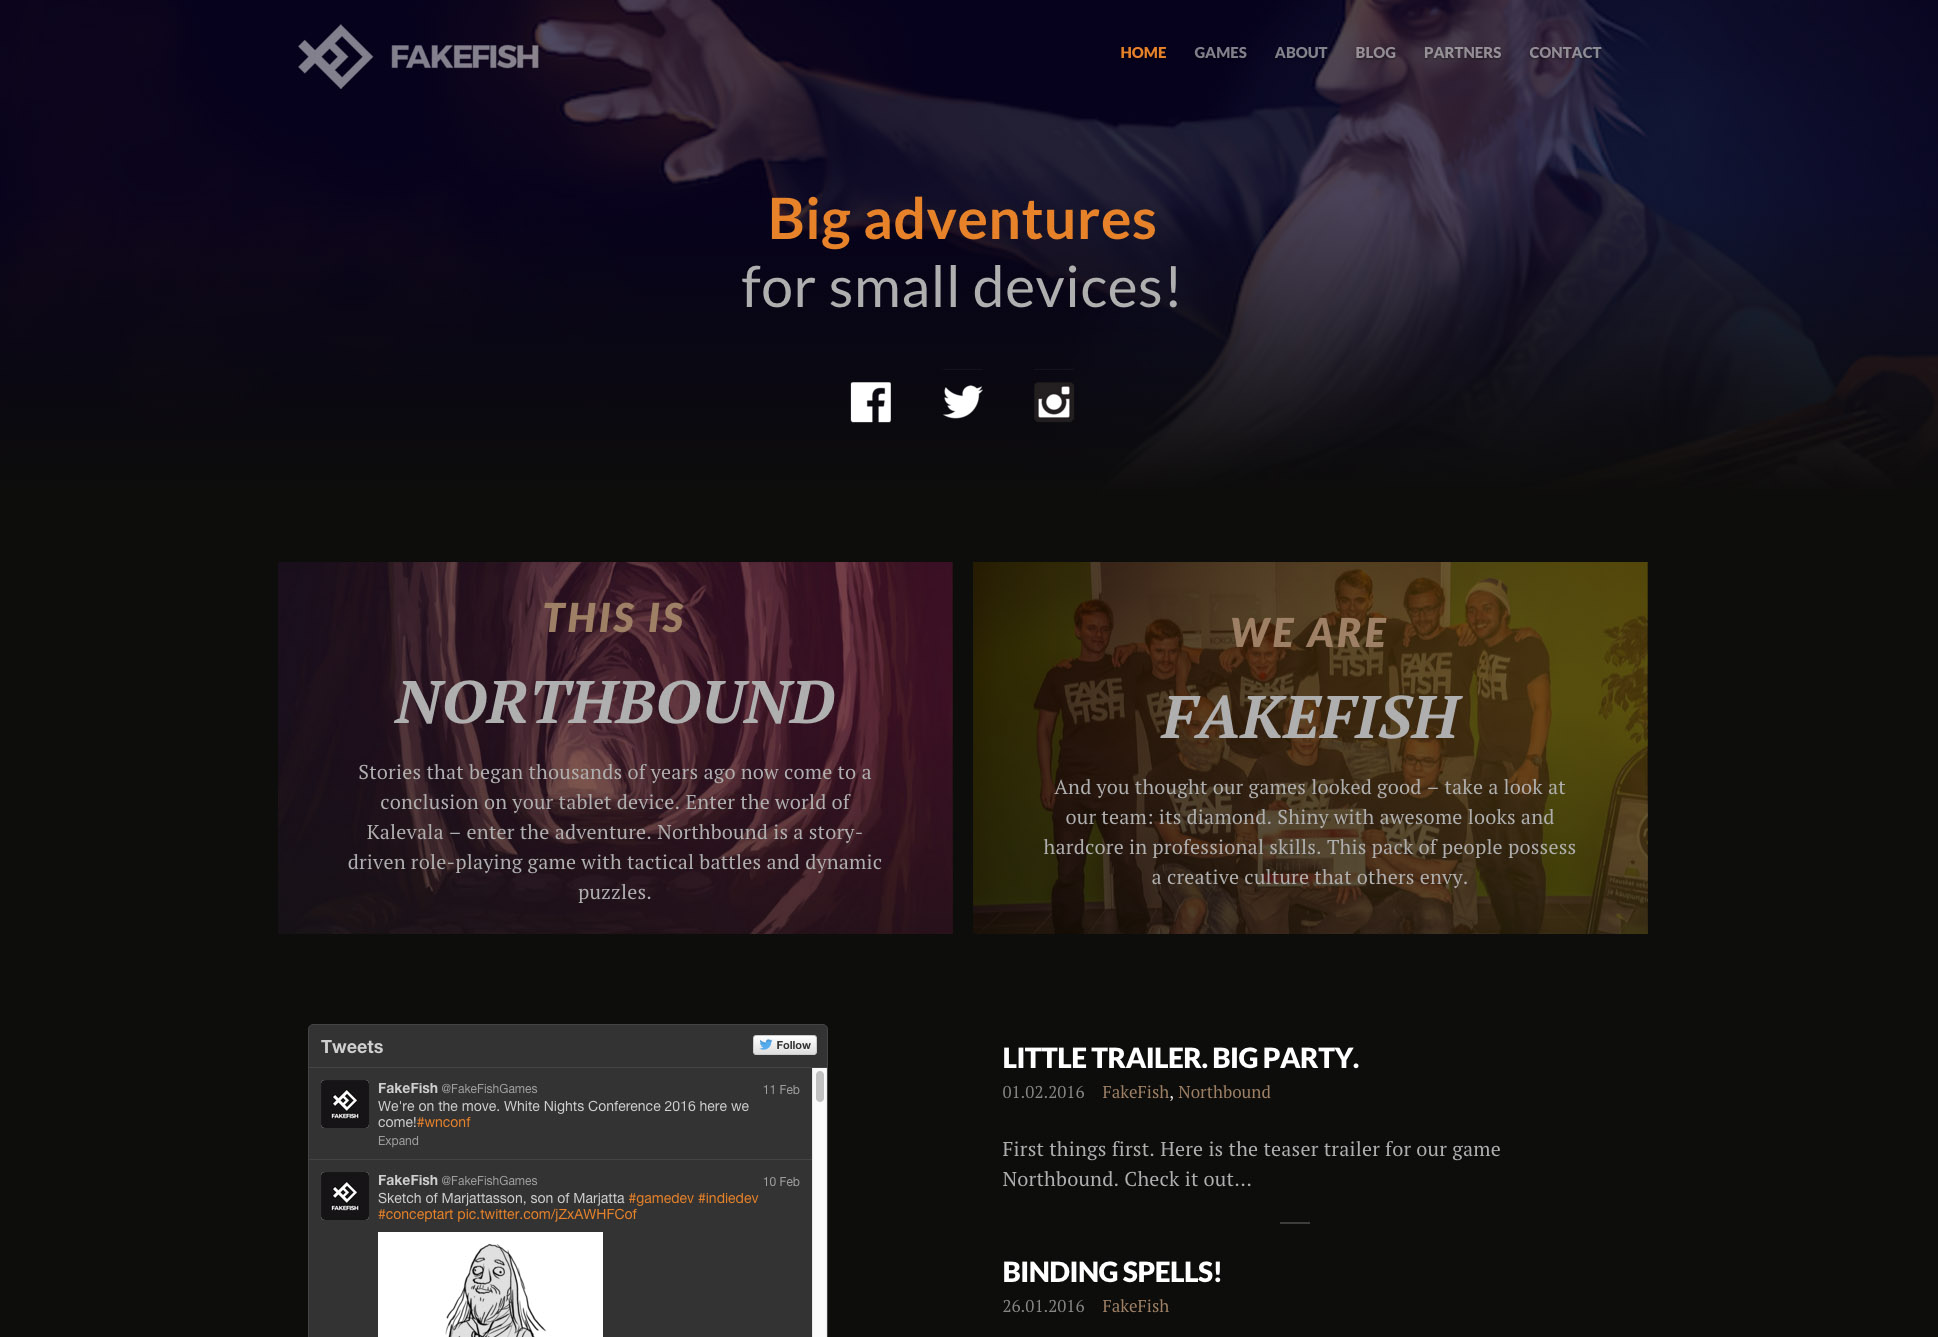 FAKEFISH
HOME GAMES ABOUT BLOG PARTNERS CONTACT
Big adventures
for small devices!
THIS IS
NORTHBOUND
Stories that began thousands of years ago now come to a
conclusion on your tablet device. Enter the world of
Kalevala – enter the adventure. Northbound is a story-
driven role-playing game with tactical battles and dynamic
puzzles.
WE ARE
FAKEFISH
And you thought our games looked good – take a look at
our team: its diamond. Shiny with awesome looks and
hardcore in professional skills. This pack of people possess
a creative culture that others envy.
Tweets
Follow
FakeFish @FakeFishGames 11 Feb
We're on the move. White Nights Conference 2016 here we
come!#wnconf
Expand
FAKEFISH
FakeFish @FakeFishGames 10 Feb
Sketch of Marjattasson, son of Marjatta #gamedev #indiedev
#conceptart pic.twitter.com/jZxAWHFCof
FAKEFISH
LITTLE TRAILER. BIG PARTY.
01.02.2016 FakeFish, Northbound
First things first. Here is the teaser trailer for our game
Northbound. Check it out...
BINDING SPELLS!
26.01.2016 FakeFish